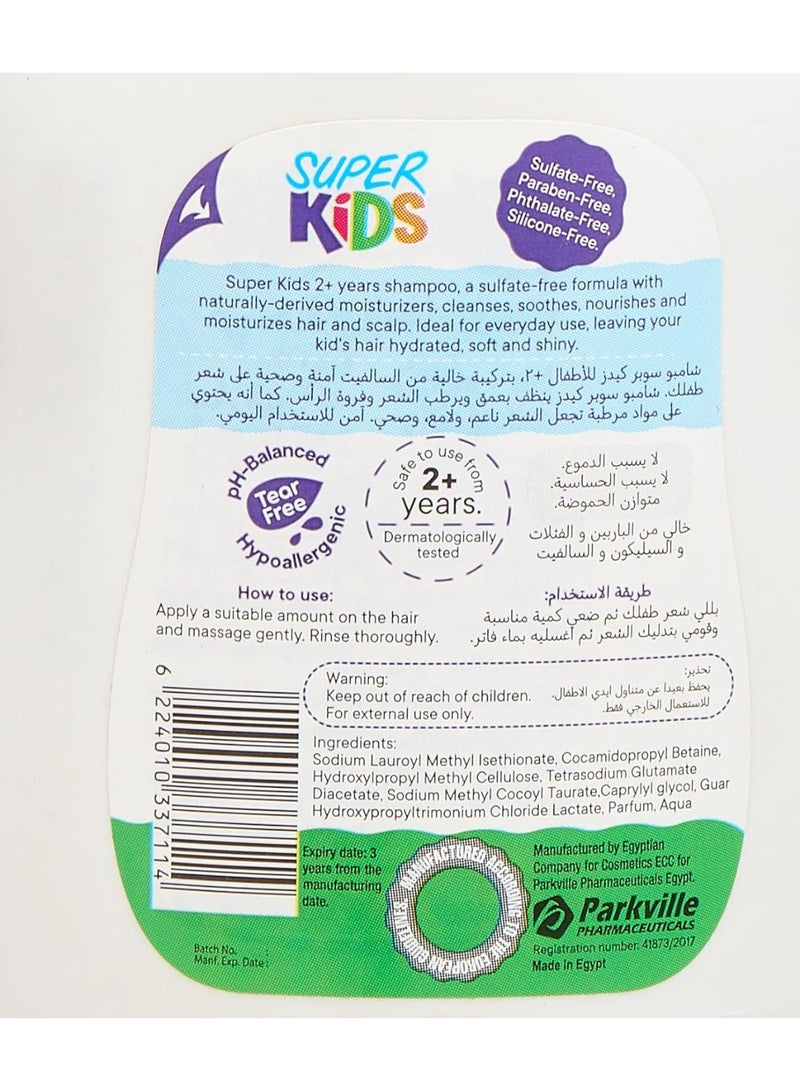 SUPER
KiDS
Sulfate-Free,
Paraben-Free,
Phthalate-Free,
Silicone-Free.
Super Kids 2+ years shampoo, a sulfate-free formula with
naturally-derived moisturizers, cleanses, soothes, nourishes and
moisturizes hair and scalp. Ideal for everyday use, leaving your
kid's hair hydrated, soft and shiny.
شامبو سوبر كيدز للأطفال +٢، بتركيبة خالية من السالفيت آمنة وصحية على شعر
طفلك. شامبو سوبر كيدز ينظف بعمق ويرطب الشعر وفروة الرأس. كما أنه يحتوي
على مواد مرطبة تجعل الشعر ناعم، ولامع، وصحي. آمن للاستخدام اليومي.
pH-Balanced
Tear
Free
Hypoallergenic
Safe to use from
2+
years.
Dermatologically
tested
لا يسبب الدموع.
لا يسبب الحساسية.
متوازن الحموضة.
خالي من الباربين و الفثلات
و السيليكون و السالفيت
How to use:
Apply a suitable amount on the hair
and massage gently. Rinse thoroughly.
طريقة الاستخدام:
بللي شعر طفلك ثم ضعي كمية مناسبة
وقومي بتدليك الشعر ثم اغسليه بماء فاتر.
Warning:
Keep out of reach of children.
For external use only.
تحذير:
يحفظ بعيدا عن متناول ايدي الاطفال.
للاستعمال الخارجي فقط.
6 224010 337114
Ingredients:
Sodium Lauroyl Methyl Isethionate, Cocamidopropyl Betaine,
Hydroxylpropyl Methyl Cellulose, Tetrasodium Glutamate
Diacetate, Sodium Methyl Cocoyl Taurate,Caprylyl glycol, Guar
Hydroxypropyltrimonium Chloride Lactate, Parfum, Aqua
Expiry date: 3
years from the
manufacturing
date.
MANUFACTURED ACCORDING TO THE EUROPEAN GUIDELINES
Manufactured by Egyptian
Company for Cosmetics ECC for
Parkville Pharmaceuticals Egypt.
Parkville
PHARMACEUTICALS
Registration number: 41873/2017
Made in Egypt
Batch No. :
Manf. Exp. Date :